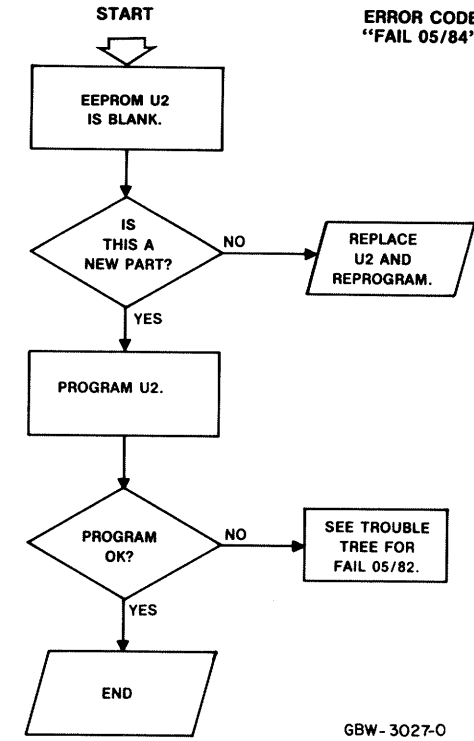 START
ERROR CODE
“FAIL 05/84”
EEPROM U2
IS BLANK.
IS
THIS A
NEW PART?
NO
REPLACE
U2 AND
REPROGRAM.
YES
PROGRAM U2.
PROGRAM
OK?
NO
SEE TROUBLE
TREE FOR
FAIL 05/82.
YES
END
GBW-3027-O